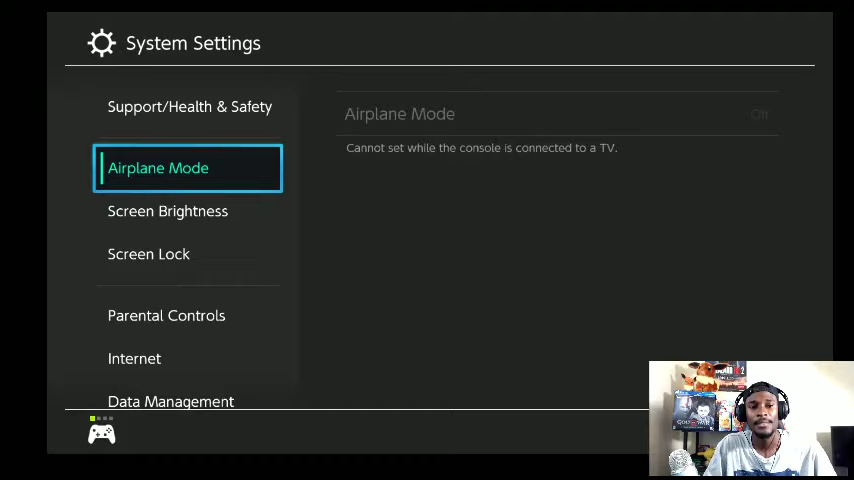 System Settings
Support/Health & Safety
Airplane Mode
Screen Brightness
Screen Lock
Parental Controls
Internet
Data Management
Airplane Mode Off
Cannot set while the console is connected to a TV.